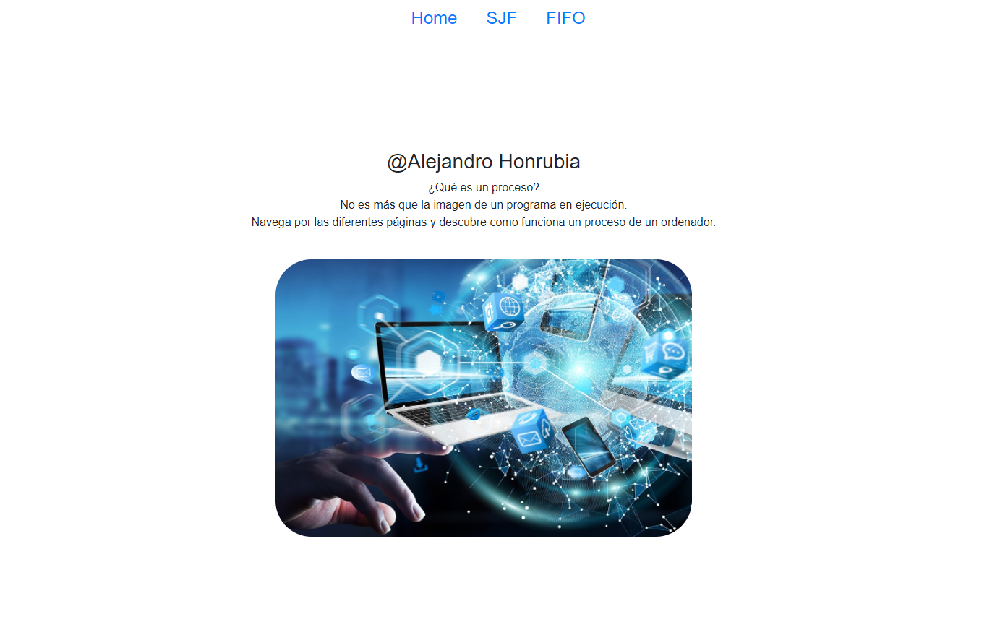 Home SJF FIFO
@Alejandro Honrubia
¿Qué es un proceso?
No es más que la imagen de un programa en ejecución.
Navega por las diferentes páginas y descubre como funciona un proceso de un ordenador.